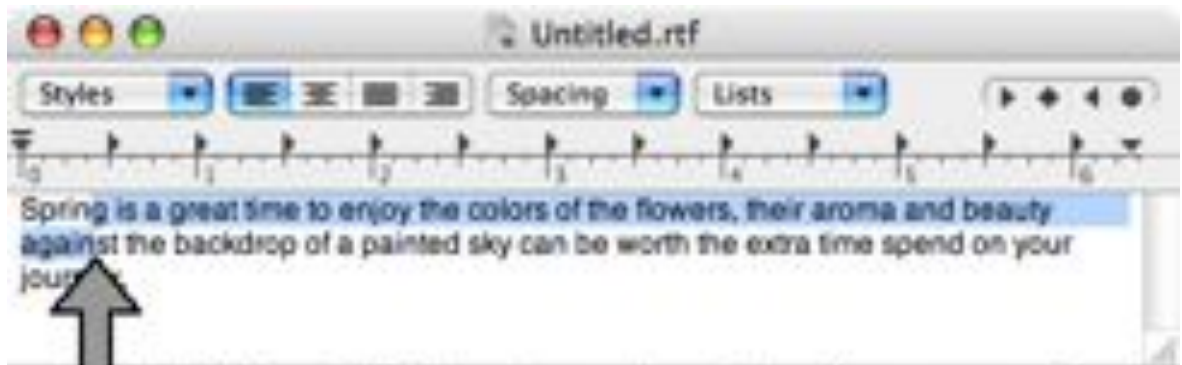 Untitled.rtf
Styles Spacing Lists
0 1 2 3 4 5 6
Spring is a great time to enjoy the colors of the flowers, their aroma and beauty
against the backdrop of a painted sky can be worth the extra time spend on your